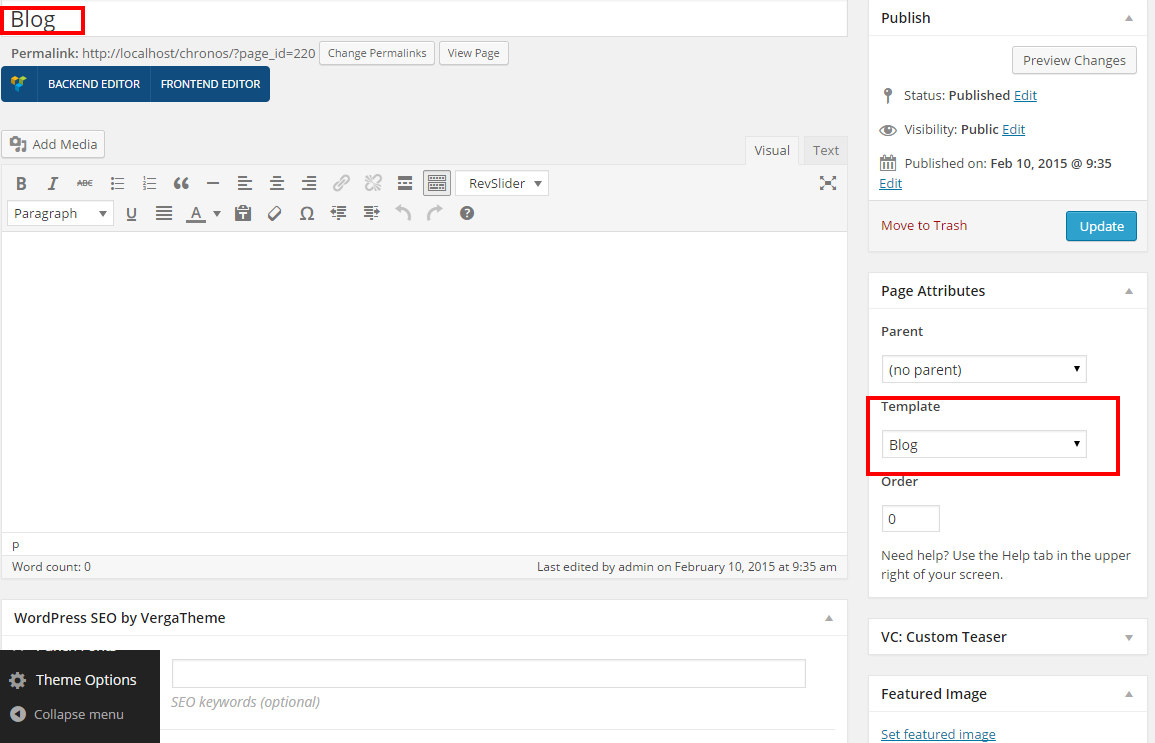 Blog
Permalink: http://localhost/chronos/?page_id=220 Change Permalinks View Page
BACKEND EDITOR FRONTEND EDITOR
Add Media
Visual Text
B I ABC RevSlider
Paragraph U A T Ω ?
p
Word count: 0 Last edited by admin on February 10, 2015 at 9:35 am
WordPress SEO by VergaTheme
SEO keywords (optional)
Theme Options
Collapse menu
Publish
Preview Changes
Status: Published Edit
Visibility: Public Edit
Published on: Feb 10, 2015 @ 9:35
Edit
Move to Trash Update
Page Attributes
Parent
(no parent)
Template
Blog
Order
0
Need help? Use the Help tab in the upper
right of your screen.
VC: Custom Teaser
Featured Image
Set featured image